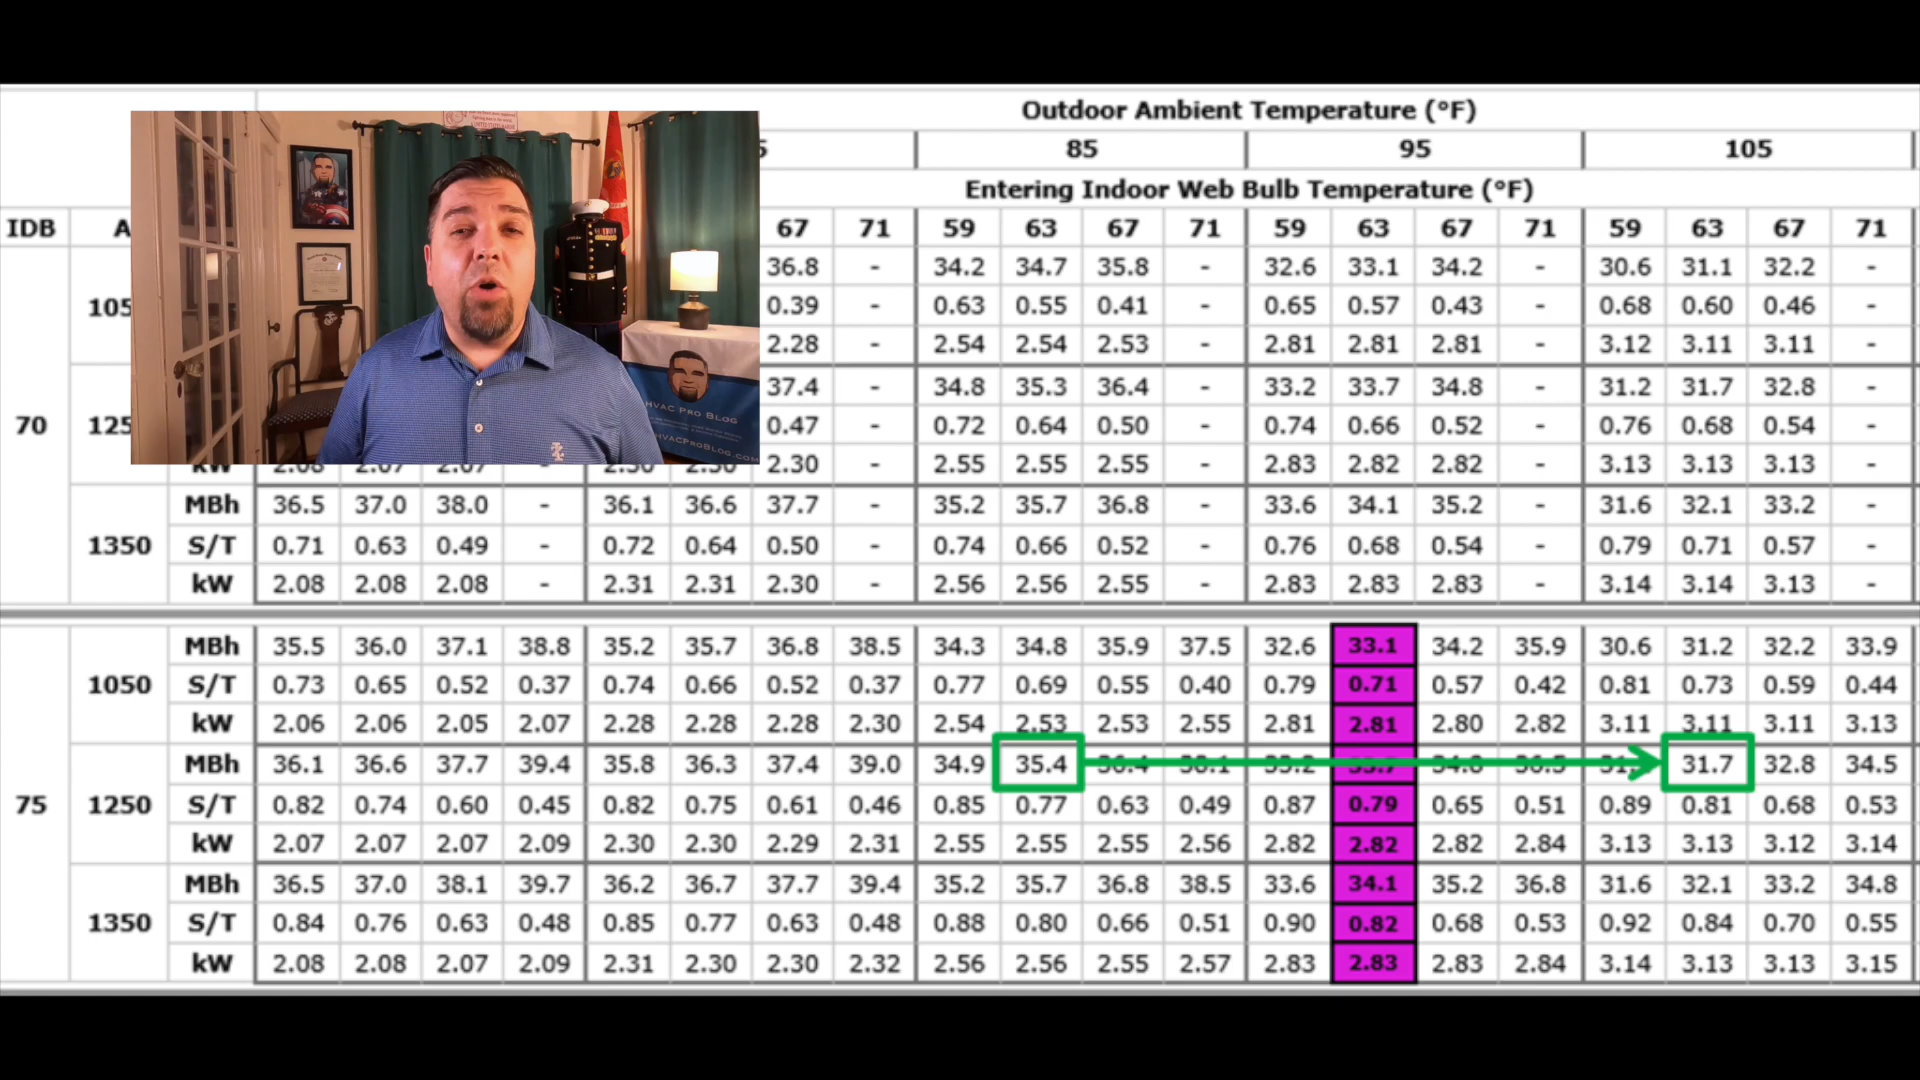 Outdoor Ambient Temperature (°F)
85 95 105
Entering Indoor Web Bulb Temperature (°F)
IDB 67 71 59 63 67 71 59 63 67 71 59 63 67 71
36.8 - 34.2 34.7 35.8 - 32.6 33.1 34.2 - 30.6 31.1 32.2 -
0.39 - 0.63 0.55 0.41 - 0.65 0.57 0.43 - 0.68 0.60 0.46 -
2.28 - 2.54 2.54 2.53 - 2.81 2.81 2.81 - 3.12 3.11 3.11 -
37.4 - 34.8 35.3 36.4 - 33.2 33.7 34.8 - 31.2 31.7 32.8 -
70 0.47 - 0.72 0.64 0.50 - 0.74 0.66 0.52 - 0.76 0.68 0.54 -
2.30 - 2.55 2.55 2.55 - 2.83 2.82 2.82 - 3.13 3.13 3.13 -
MBh 36.5 37.0 38.0 - 36.1 36.6 37.7 - 35.2 35.7 36.8 - 33.6 34.1 35.2 - 31.6 32.1 33.2 -
1350 S/T 0.71 0.63 0.49 - 0.72 0.64 0.50 - 0.74 0.66 0.52 - 0.76 0.68 0.54 - 0.79 0.71 0.57 -
kW 2.08 2.08 2.08 - 2.31 2.31 2.30 - 2.56 2.56 2.55 - 2.83 2.83 2.83 - 3.14 3.14 3.13 -
MBh 35.5 36.0 37.1 38.8 35.2 35.7 36.8 38.5 34.3 34.8 35.9 37.5 32.6 33.1 34.2 35.9 30.6 31.2 32.2 33.9
1050 S/T 0.73 0.65 0.52 0.37 0.74 0.66 0.52 0.37 0.77 0.69 0.55 0.40 0.79 0.71 0.57 0.42 0.81 0.73 0.59 0.44
kW 2.06 2.06 2.05 2.07 2.28 2.28 2.28 2.30 2.54 2.53 2.53 2.55 2.81 2.81 2.80 2.82 3.11 3.11 3.11 3.13
MBh 36.1 36.6 37.7 39.4 35.8 36.3 37.4 39.0 34.9 35.4 31.7 32.8 34.5
75 1250 S/T 0.82 0.74 0.60 0.45 0.82 0.75 0.61 0.46 0.85 0.77 0.63 0.49 0.87 0.79 0.65 0.51 0.89 0.81 0.68 0.53
kW 2.07 2.07 2.07 2.09 2.30 2.30 2.29 2.31 2.55 2.55 2.55 2.56 2.82 2.82 2.82 2.84 3.13 3.13 3.12 3.14
MBh 36.5 37.0 38.1 39.7 36.2 36.7 37.7 39.4 35.2 35.7 36.8 38.5 33.6 34.1 35.2 36.8 31.6 32.1 33.2 34.8
1350 S/T 0.84 0.76 0.63 0.48 0.85 0.77 0.63 0.48 0.88 0.80 0.66 0.51 0.90 0.82 0.68 0.53 0.92 0.84 0.70 0.55
kW 2.08 2.08 2.07 2.09 2.31 2.30 2.30 2.32 2.56 2.56 2.55 2.57 2.83 2.83 2.83 2.84 3.14 3.13 3.13 3.15
HVAC Pro Blog
HVACProBlog.com